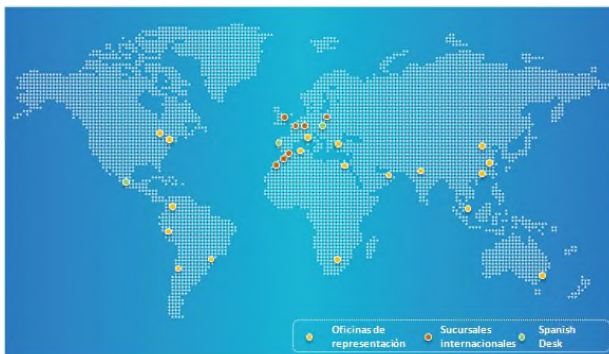 Oficinas de
representación
Sucursales
internacionales
Spanish
Desk